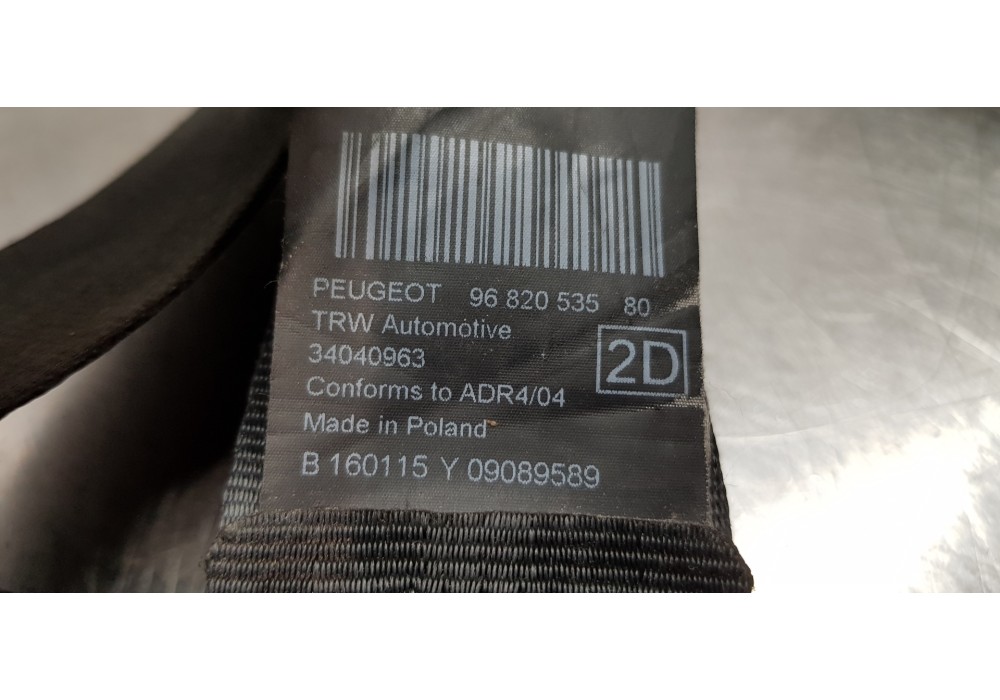 PEUGEOT 96 820 535 80
TRW Automotive
34040963
2D
Conforms to ADR4/04
Made in Poland
B 160115 Y 09089589